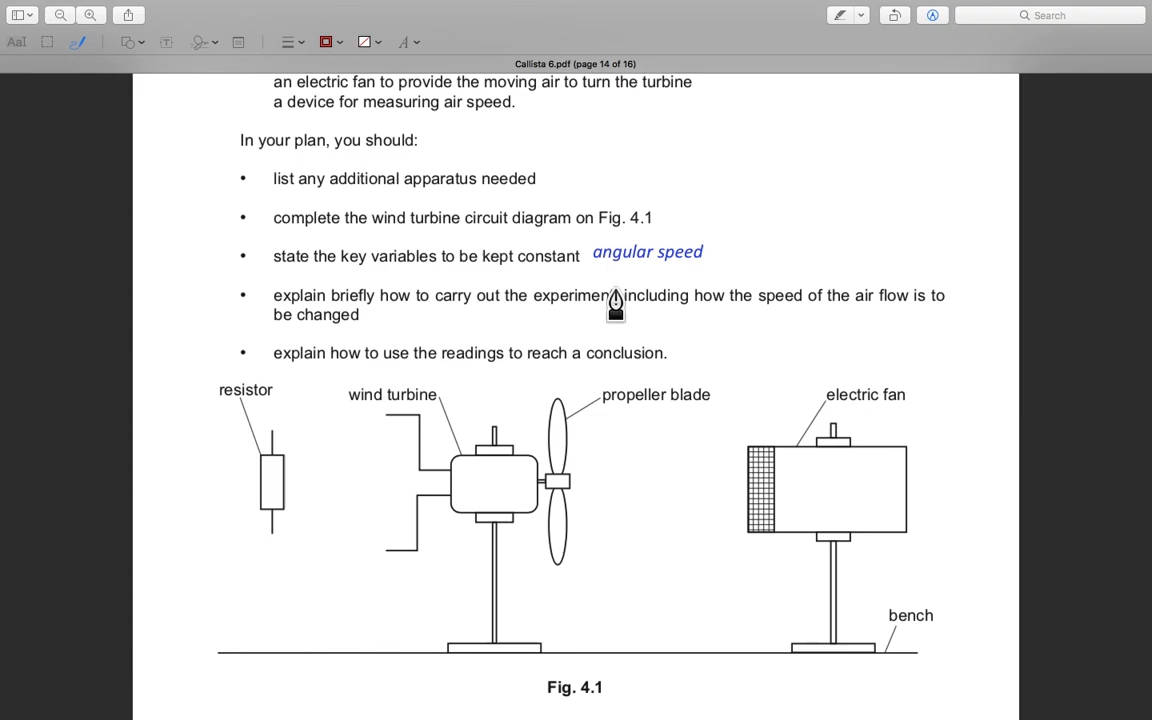 Search
AaI
T
A
Callista 6.pdf (page 14 of 16)
an electric fan to provide the moving air to turn the turbine
a device for measuring air speed.
In your plan, you should:
• list any additional apparatus needed
• complete the wind turbine circuit diagram on Fig. 4.1
• state the key variables to be kept constant angular speed
• explain briefly how to carry out the experiment including how the speed of the air flow is to
be changed
• explain how to use the readings to reach a conclusion.
resistor
wind turbine
propeller blade
electric fan
bench
Fig. 4.1